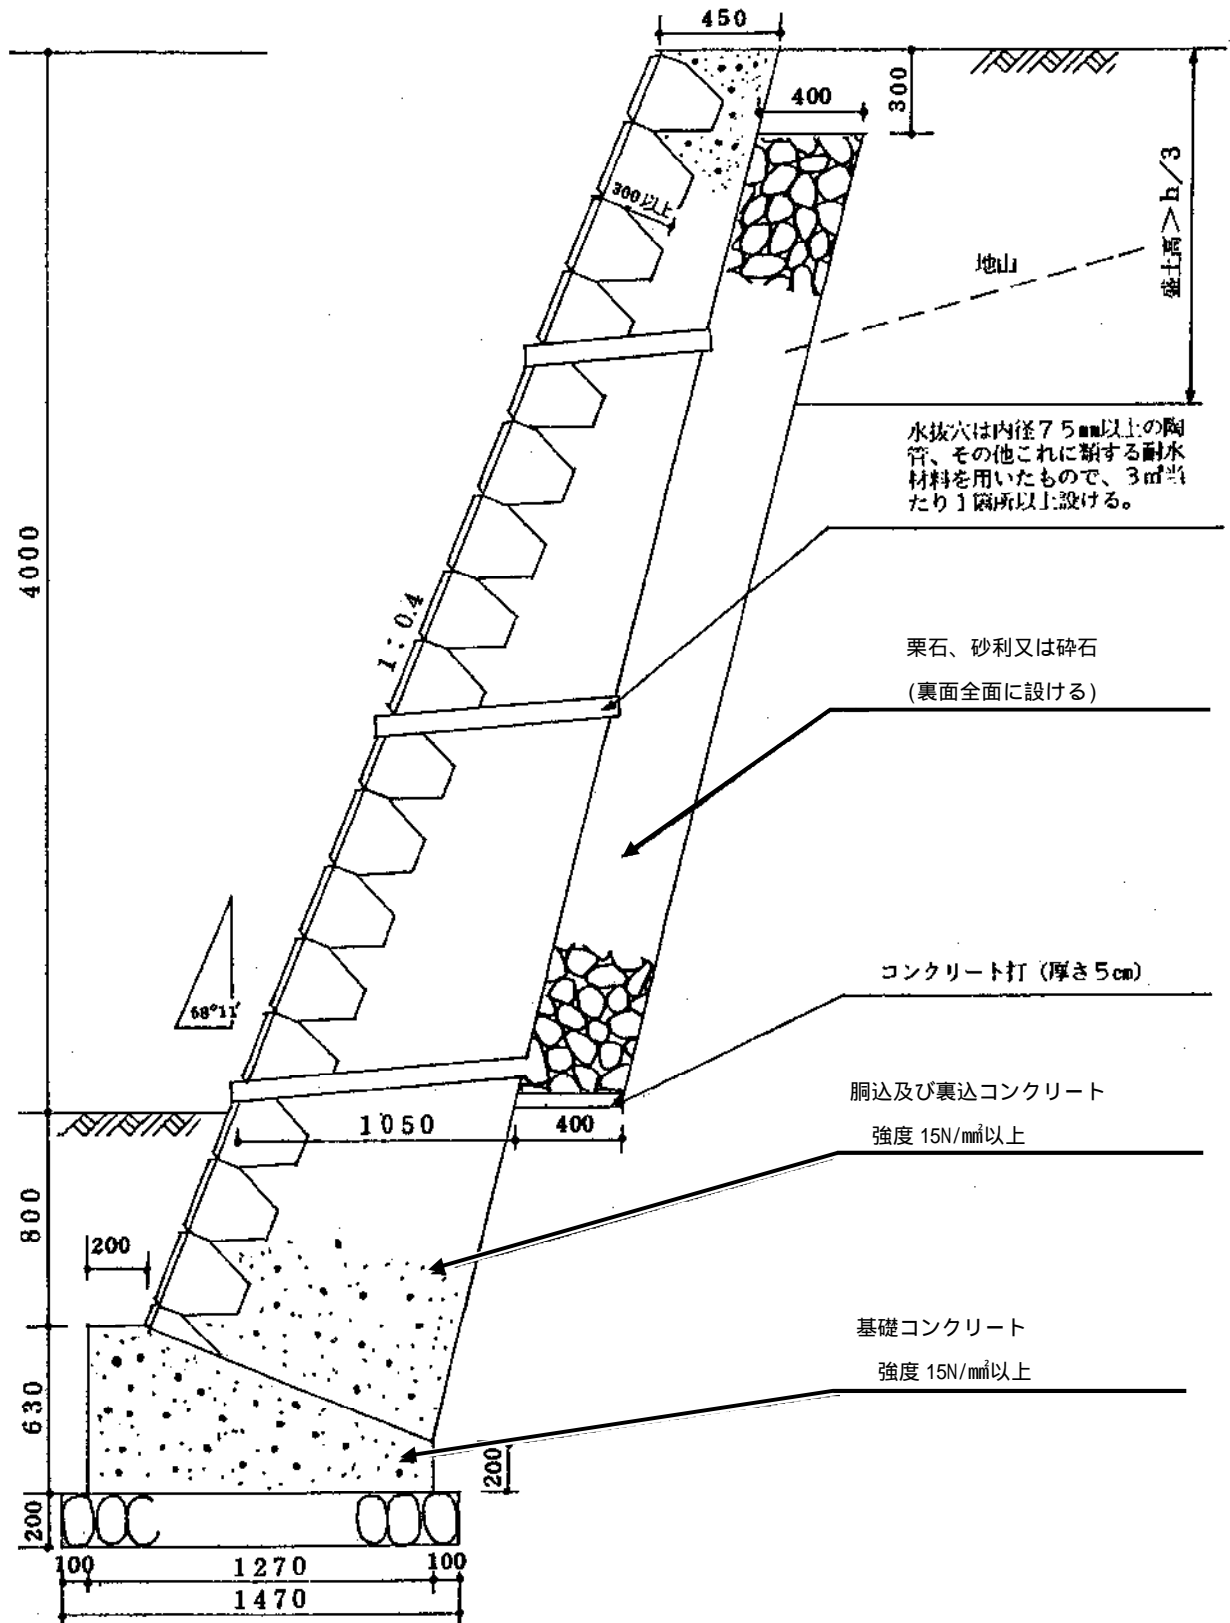 450
400
300
300以上
盛土高>h/3
地山
水抜穴は内径75mm以上の陶
管、その他これに類する耐水
材料を用いたもので、3㎡当
たり1箇所以上設ける。
4000
1:0.4
栗石、砂利又は砕石
(裏面全面に設ける)
68°11′
コンクリート打(厚さ5cm)
胴込及び裏込コンクリート
強度 15N/㎟以上
1050
400
800
200
基礎コンクリート
強度 15N/㎟以上
630
200
200
100
1270
100
1470